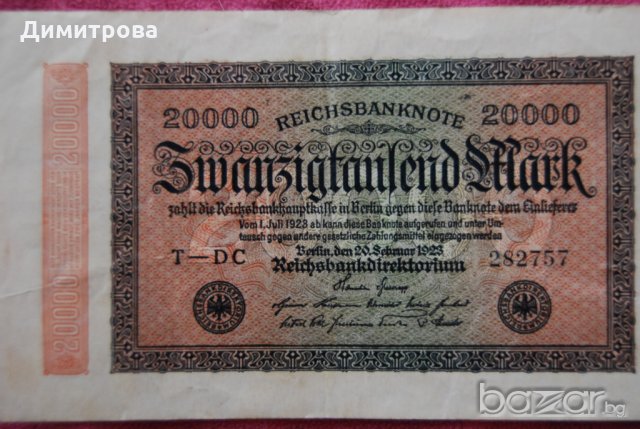 Димитрова
20000 REICHSBANKNOTE 20000
Zwanzigtausend Mark
zahlt die Reichsbankhauptkasse in Berlin gegen diese Banknote dem Einlieferer
Vom 1. Juli 1923 ab kann diese Banknote aufgerufen und unter Um-
tausch gegen andere gesetzliche Zahlungsmittel eingezogen werden
Berlin, den 20. Februar 1923
T—DC Reichsbankdirektorium 282757
20000 20000
bazar.bg